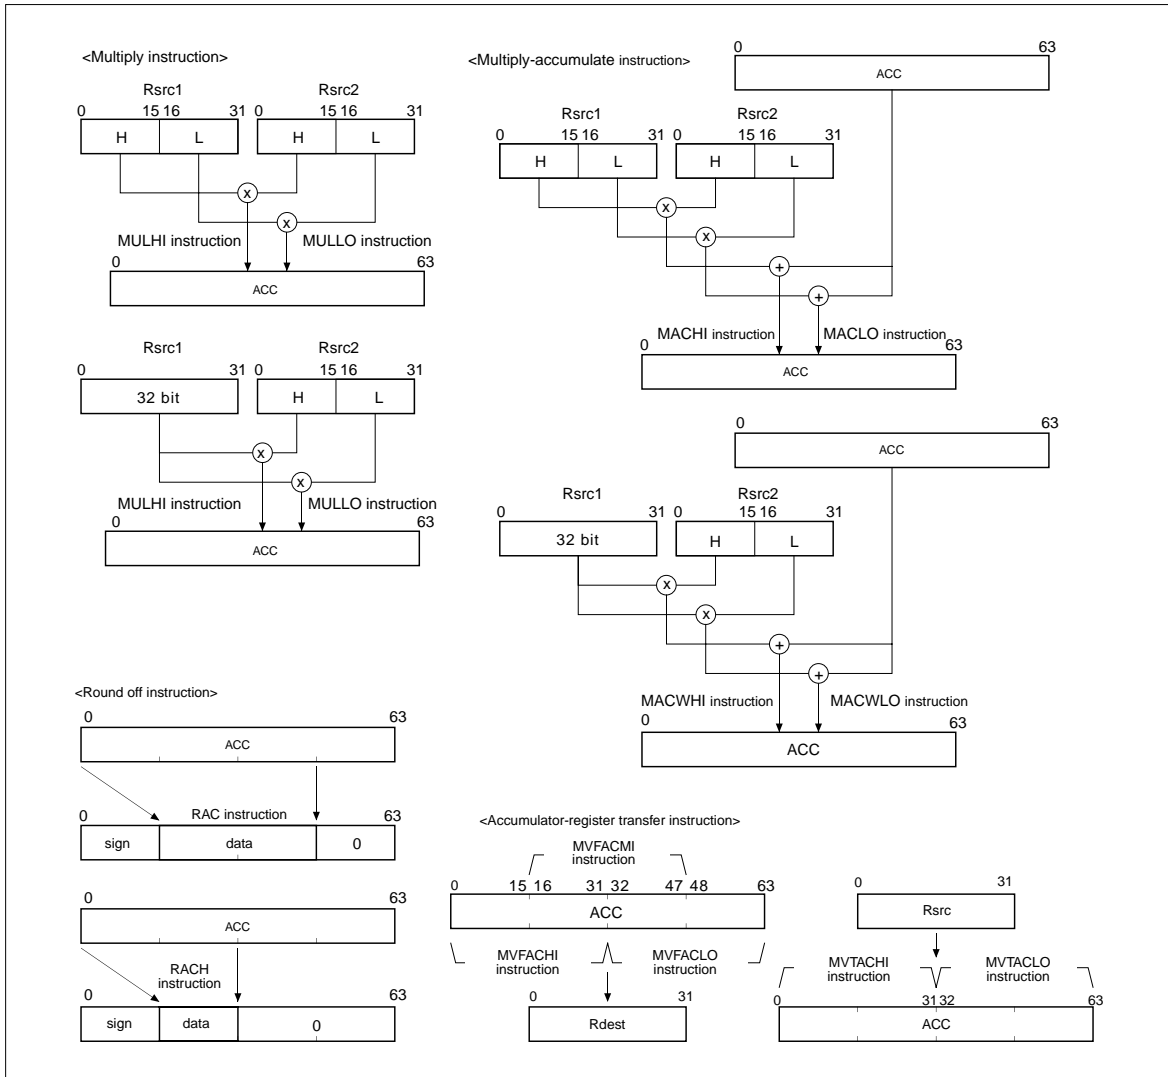 <Multiply instruction>
Rsrc1 Rsrc2
0 15 16 31 0 15 16 31
H L H L
x
x
MULHI instruction MULLO instruction
0 63
ACC
Rsrc1 Rsrc2
0 31 0 15 16 31
32 bit H L
x
x
MULHI instruction MULLO instruction
0 63
ACC
<Multiply-accumulate instruction>
0 63
ACC
Rsrc1 Rsrc2
0 15 16 31 0 15 16 31
H L H L
x
x
+
+
MACHI instruction MACLO instruction
0 63
ACC
0 63
ACC
Rsrc1 Rsrc2
0 31 0 15 16 31
32 bit H L
x
x
+
+
MACWHI instruction MACWLO instruction
0 63
ACC
<Round off instruction>
0 63
ACC
RAC instruction
0 63
sign data 0
0 63
ACC
RACH
instruction
0 63
sign data 0
<Accumulator-register transfer instruction>
MVFACMI
instruction
0 15 16 31 32 47 48 63
ACC
MVFACHI MVFACLO
instruction instruction
0 31
Rdest
0 31
Rsrc
MVTACHI MVTACLO
instruction instruction
0 31 32 63
ACC